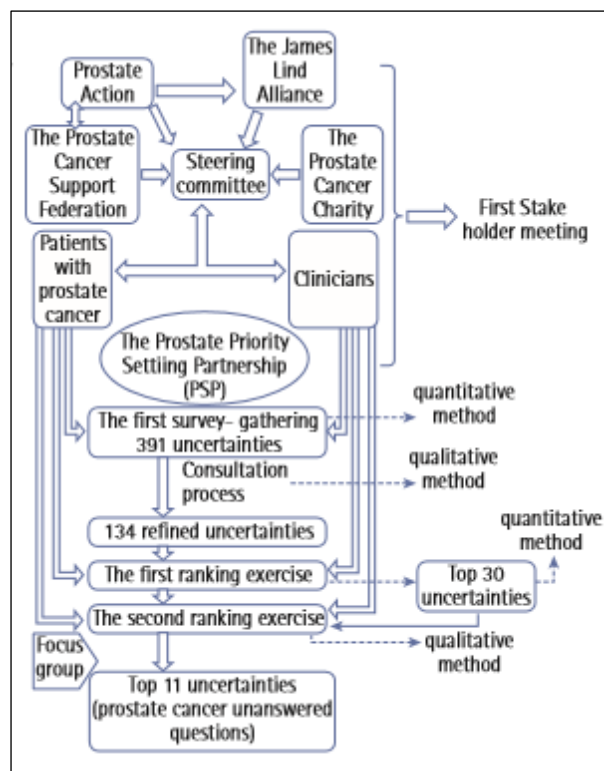 Prostate
Action
The James
Lind
Alliance
The Prostate
Cancer
Support
Federation
Steering
committee
The
Prostate
Cancer
Charity
First Stake
holder meeting
Patients
with
prostate
cancer
Clinicians
The Prostate Priority
Settling Partnership
(PSP)
quantitative
method
The first survey- gathering
391 uncertainties
Consultation
process
qualitative
method
134 refined uncertainties
quantitative
method
The first ranking exercise
Top 30
uncertainties
The second ranking exercise
qualitative
method
Focus
group
Top 11 uncertainties
(prostate cancer unanswered
questions)